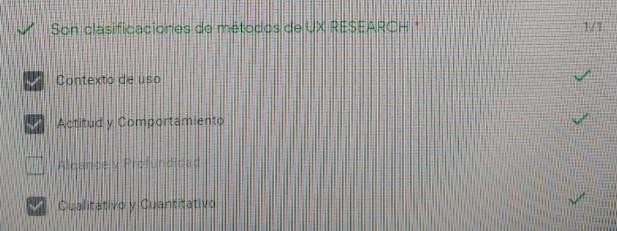 Son clasificaciones de métodos de UX RESEARCH *
1/1
Contexto de uso
Actitud y Comportamiento
Alcance y Profundidad
Cualitativo y Cuantitativo